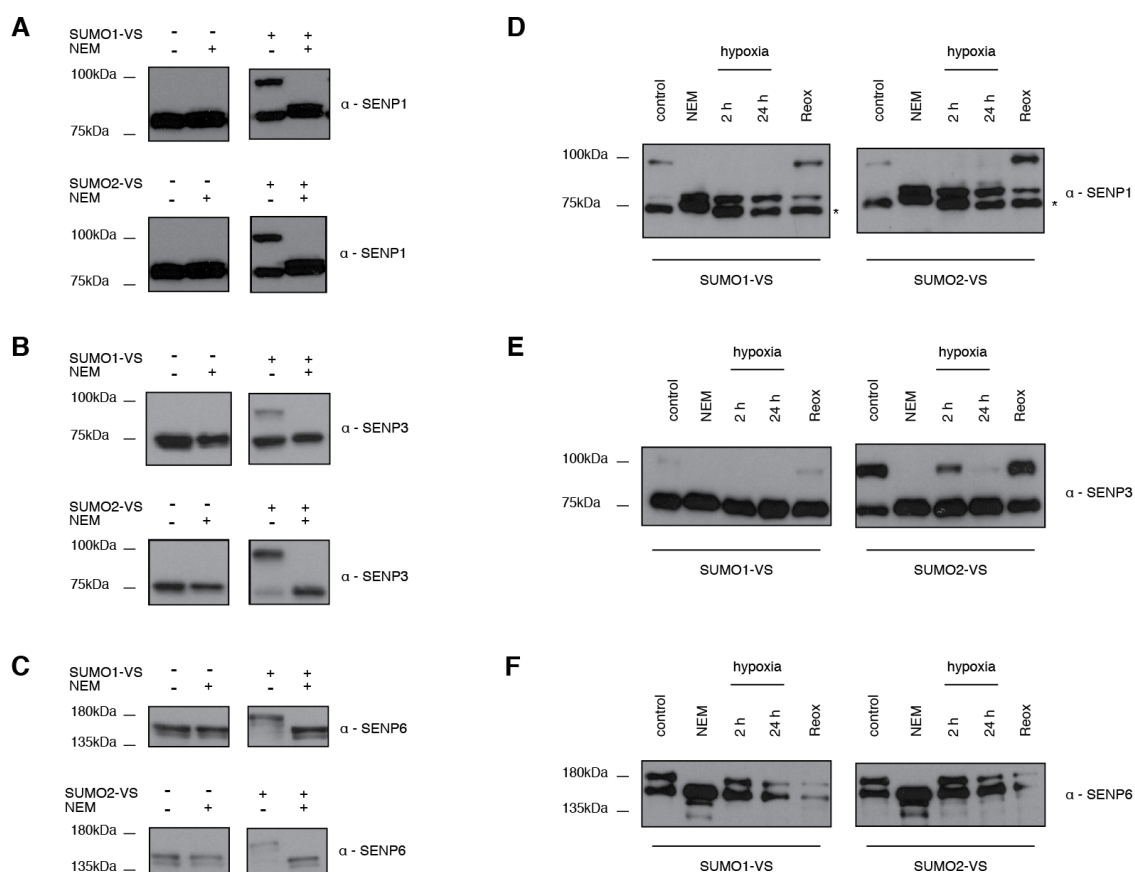 A
SUMO1-VS - - + +
NEM - + - +
100kDa
75kDa
α - SENP1
SUMO2-VS - - + +
NEM - + - +
100kDa
75kDa
α - SENP1
B
SUMO1-VS - - + +
NEM - + - +
100kDa
75kDa
α - SENP3
SUMO2-VS - - + +
NEM - + - +
100kDa
75kDa
α - SENP3
C
SUMO1-VS - - + +
NEM - + - +
180kDa
135kDa
α - SENP6
SUMO2-VS - - + +
NEM - + - +
180kDa
135kDa
α - SENP6
D
hypoxia hypoxia
control NEM 2 h 24 h Reox control NEM 2 h 24 h Reox
100kDa
75kDa
* *
α - SENP1
SUMO1-VS SUMO2-VS
E
hypoxia hypoxia
control NEM 2 h 24 h Reox control NEM 2 h 24 h Reox
100kDa
75kDa
α - SENP3
SUMO1-VS SUMO2-VS
F
hypoxia hypoxia
control NEM 2 h 24 h Reox control NEM 2 h 24 h Reox
180kDa
135kDa
α - SENP6
SUMO1-VS SUMO2-VS